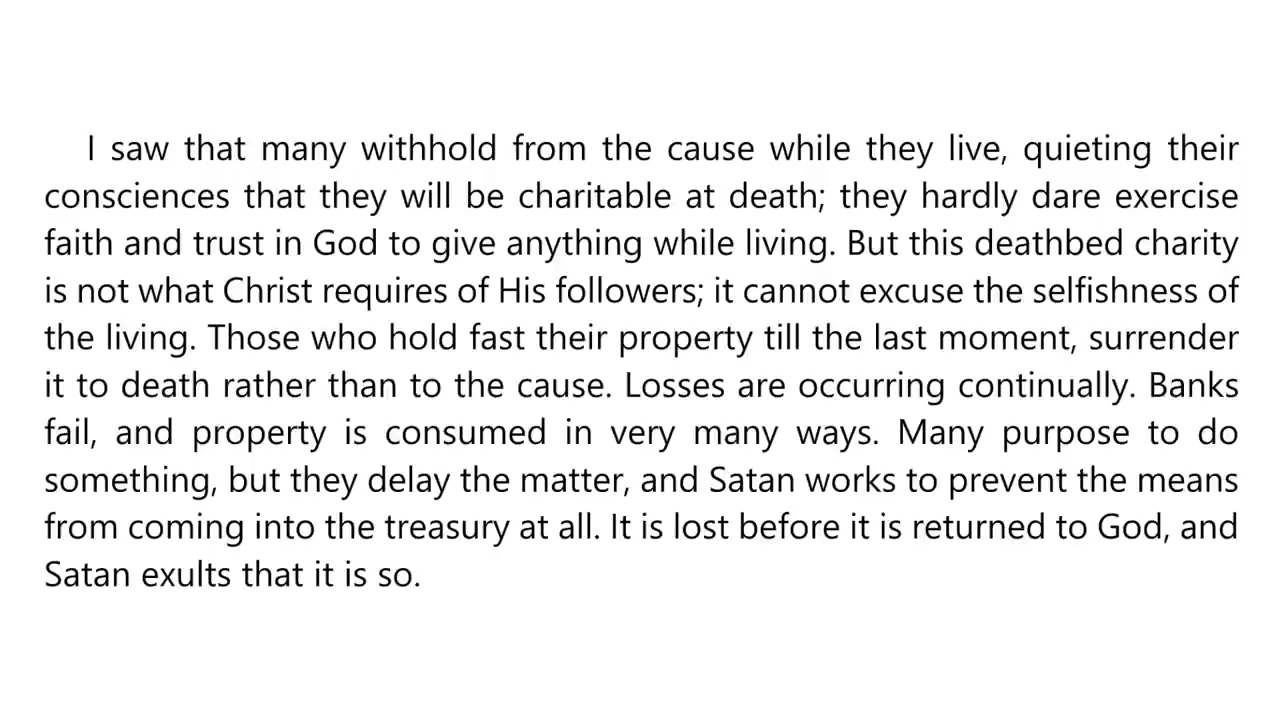 I saw that many withhold from the cause while they live, quieting their
consciences that they will be charitable at death; they hardly dare exercise
faith and trust in God to give anything while living. But this deathbed charity
is not what Christ requires of His followers; it cannot excuse the selfishness of
the living. Those who hold fast their property till the last moment, surrender
it to death rather than to the cause. Losses are occurring continually. Banks
fail, and property is consumed in very many ways. Many purpose to do
something, but they delay the matter, and Satan works to prevent the means
from coming into the treasury at all. It is lost before it is returned to God, and
Satan exults that it is so.